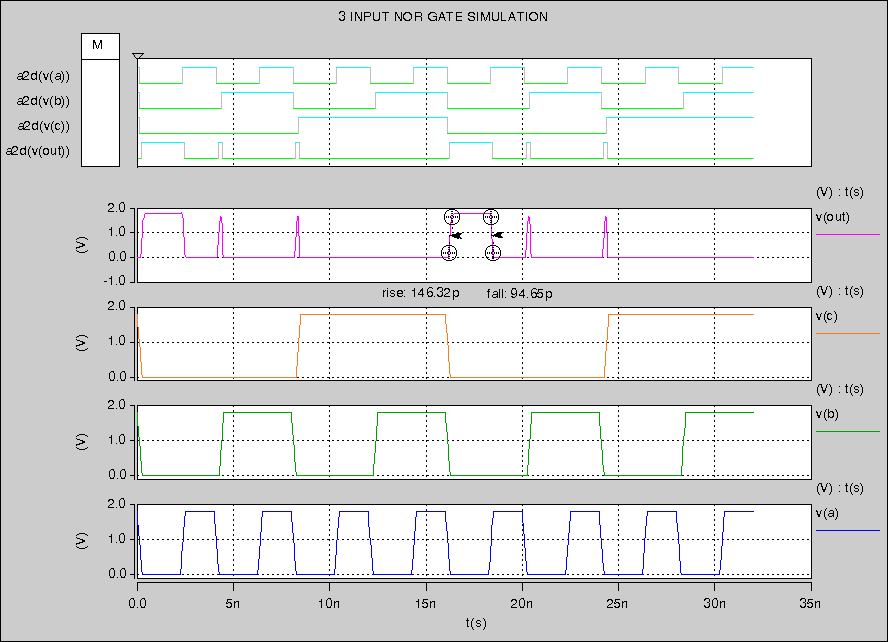 3 INPUT NOR GATE SIMULATION
M
a2d(v(a))
a2d(v(b))
a2d(v(c))
a2d(v(out))
(V) : t(s)
v(out)
2.0
1.0
0.0
-1.0
(V)
rise: 146.32p fall: 94.65p
(V) : t(s)
v(c)
2.0
1.0
0.0
(V)
(V) : t(s)
v(b)
2.0
1.0
0.0
(V)
(V) : t(s)
v(a)
2.0
1.0
0.0
(V)
0.0 5n 10n 15n 20n 25n 30n 35n
t(s)